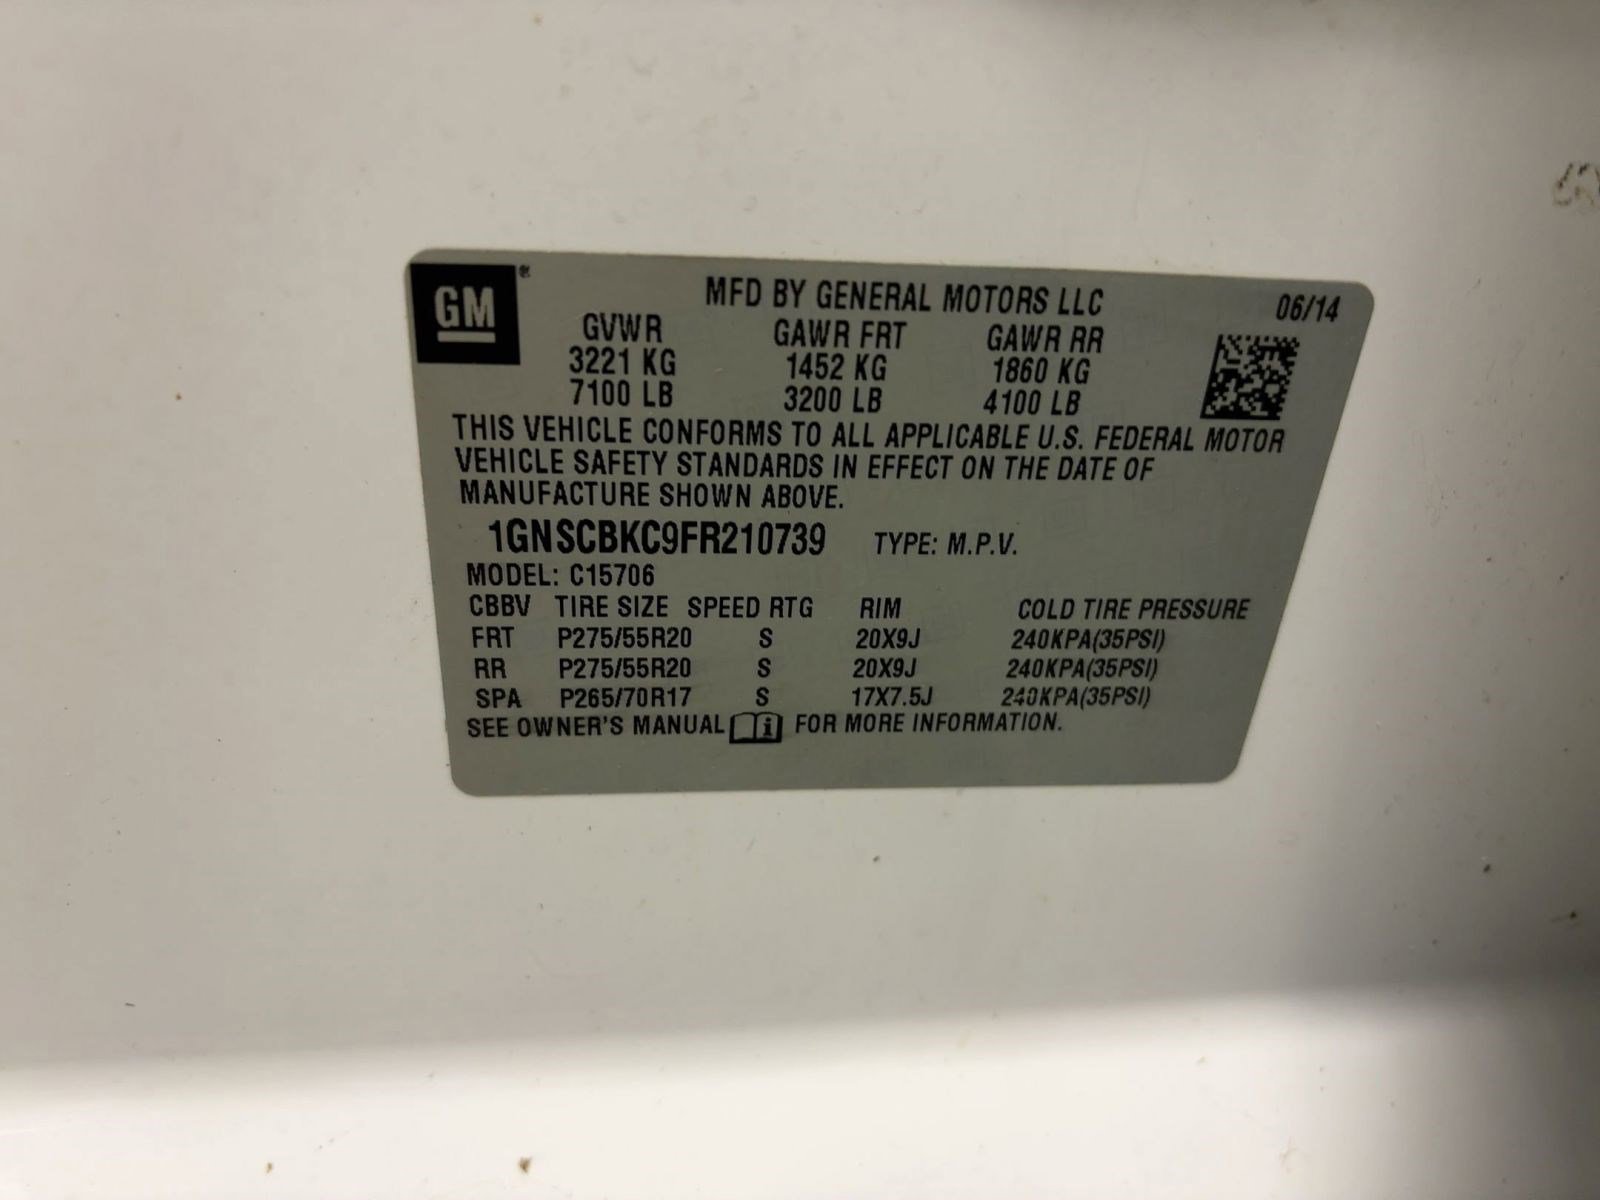 GM®
MFD BY GENERAL MOTORS LLC 06/14
GVWR GAWR FRT GAWR RR
3221 KG 1452 KG 1860 KG
7100 LB 3200 LB 4100 LB
THIS VEHICLE CONFORMS TO ALL APPLICABLE U.S. FEDERAL MOTOR
VEHICLE SAFETY STANDARDS IN EFFECT ON THE DATE OF
MANUFACTURE SHOWN ABOVE.
1GNSCBKC9FR210739 TYPE: M.P.V.
MODEL: C15706
CBBV TIRE SIZE SPEED RTG RIM COLD TIRE PRESSURE
FRT P275/55R20 S 20X9J 240KPA(35PSI)
RR P275/55R20 S 20X9J 240KPA(35PSI)
SPA P265/70R17 S 17X7.5J 240KPA(35PSI)
SEE OWNER'S MANUAL i FOR MORE INFORMATION.